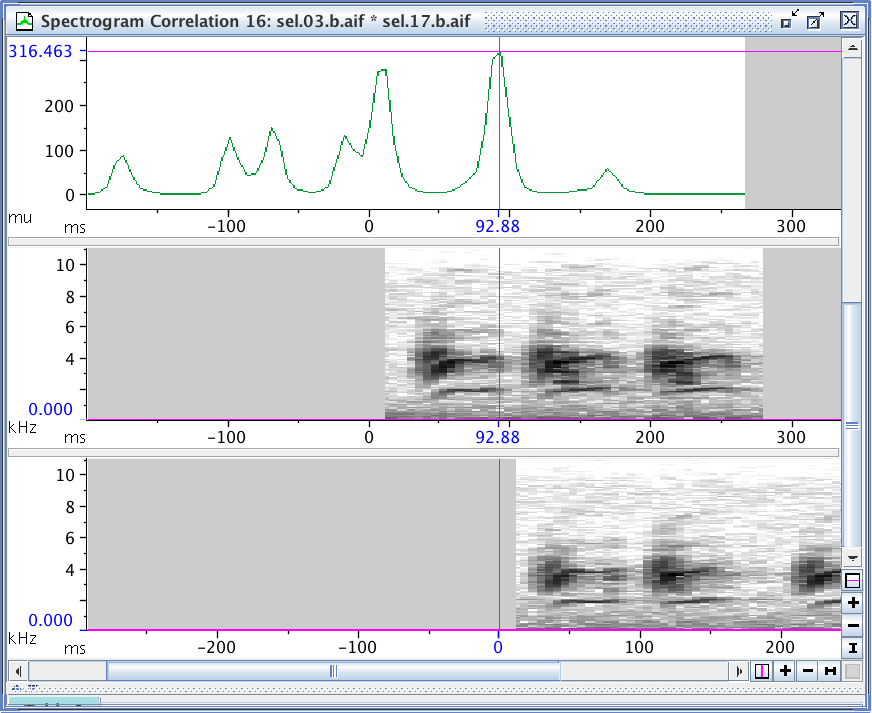 Spectrogram Correlation 16: sel.03.b.aif * sel.17.b.aif
316.463
200
100
0
mu
ms -100 0 92.88 200 300
10
8
6
4
0.000
kHz
ms -100 0 92.88 200 300
10
8
6
4
0.000
kHz
ms -200 -100 0 100 200